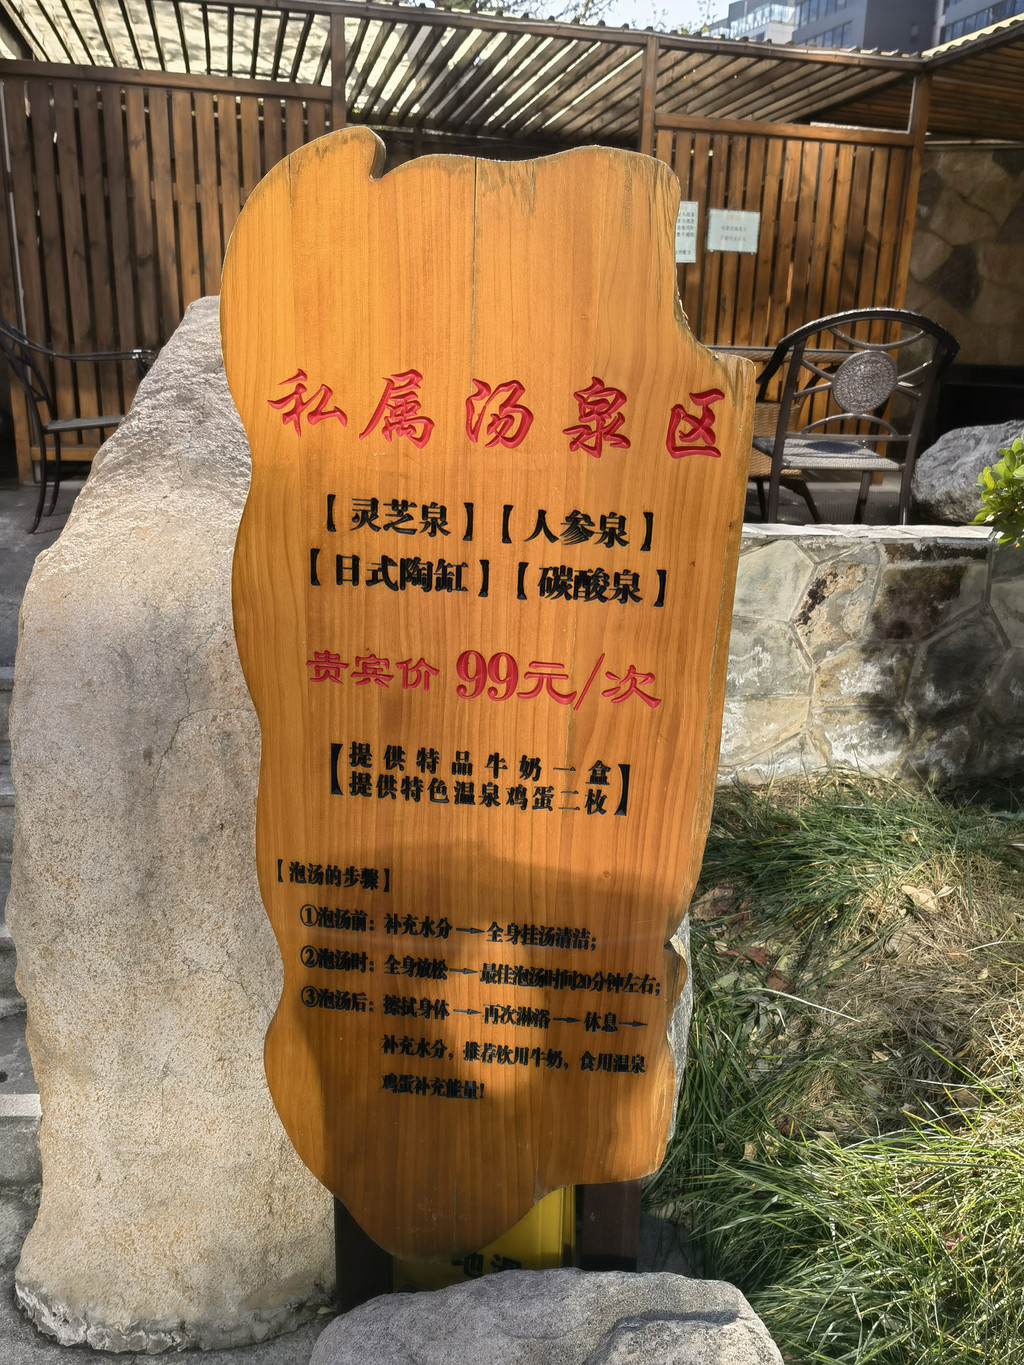 私属汤泉区
【灵芝泉】【人参泉】
【日式陶缸】【碳酸泉】
贵宾价 99元/次
【提供特品牛奶一盒
提供特色温泉鸡蛋二枚】
【泡汤的步骤】
①泡汤前：补充水分→全身挂汤清洁；
②泡汤时：全身放松→最佳泡汤时间20分钟左右；
③泡汤后：擦拭身体→再次淋浴→休息→
补充水分，推荐饮用牛奶，食用温泉
鸡蛋补充能量！